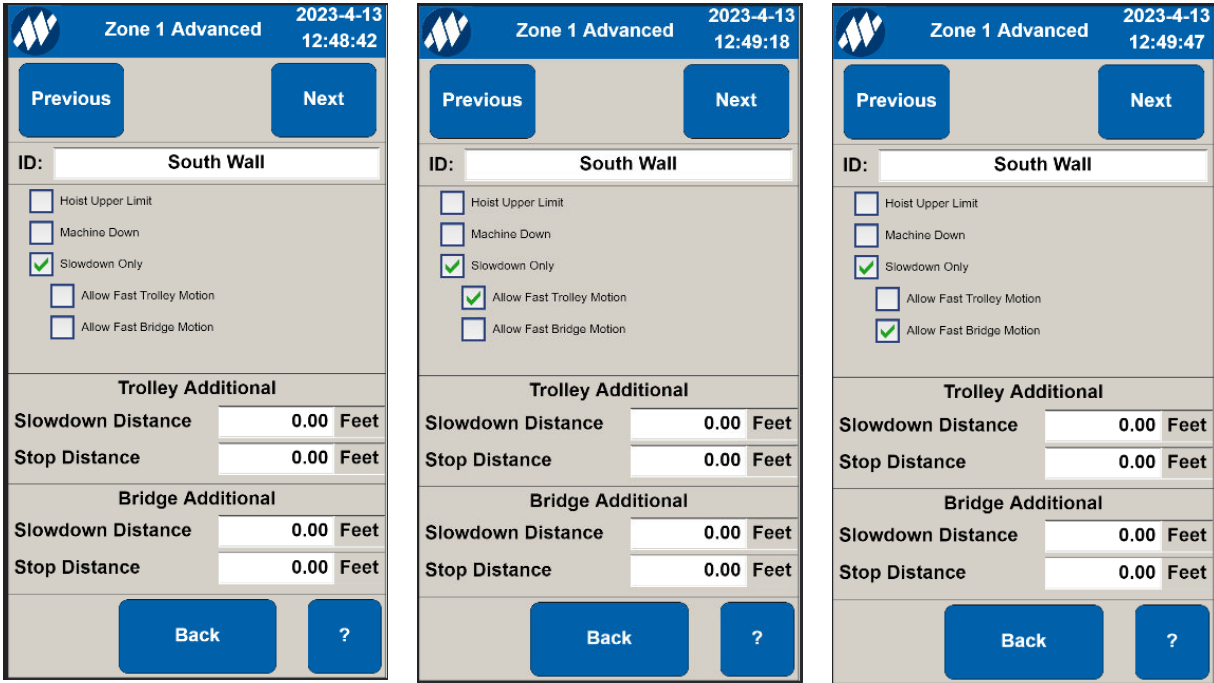 Zone 1 Advanced
2023-4-13
12:48:42
Previous
Next
ID:
South Wall
Hoist Upper Limit
Machine Down
Slowdown Only
Allow Fast Trolley Motion
Allow Fast Bridge Motion
Trolley Additional
Slowdown Distance 0.00 Feet
Stop Distance 0.00 Feet
Bridge Additional
Slowdown Distance 0.00 Feet
Stop Distance 0.00 Feet
Back
?
Zone 1 Advanced
2023-4-13
12:49:18
Previous
Next
ID:
South Wall
Hoist Upper Limit
Machine Down
Slowdown Only
Allow Fast Trolley Motion
Allow Fast Bridge Motion
Trolley Additional
Slowdown Distance 0.00 Feet
Stop Distance 0.00 Feet
Bridge Additional
Slowdown Distance 0.00 Feet
Stop Distance 0.00 Feet
Back
?
Zone 1 Advanced
2023-4-13
12:49:47
Previous
Next
ID:
South Wall
Hoist Upper Limit
Machine Down
Slowdown Only
Allow Fast Trolley Motion
Allow Fast Bridge Motion
Trolley Additional
Slowdown Distance 0.00 Feet
Stop Distance 0.00 Feet
Bridge Additional
Slowdown Distance 0.00 Feet
Stop Distance 0.00 Feet
Back
?